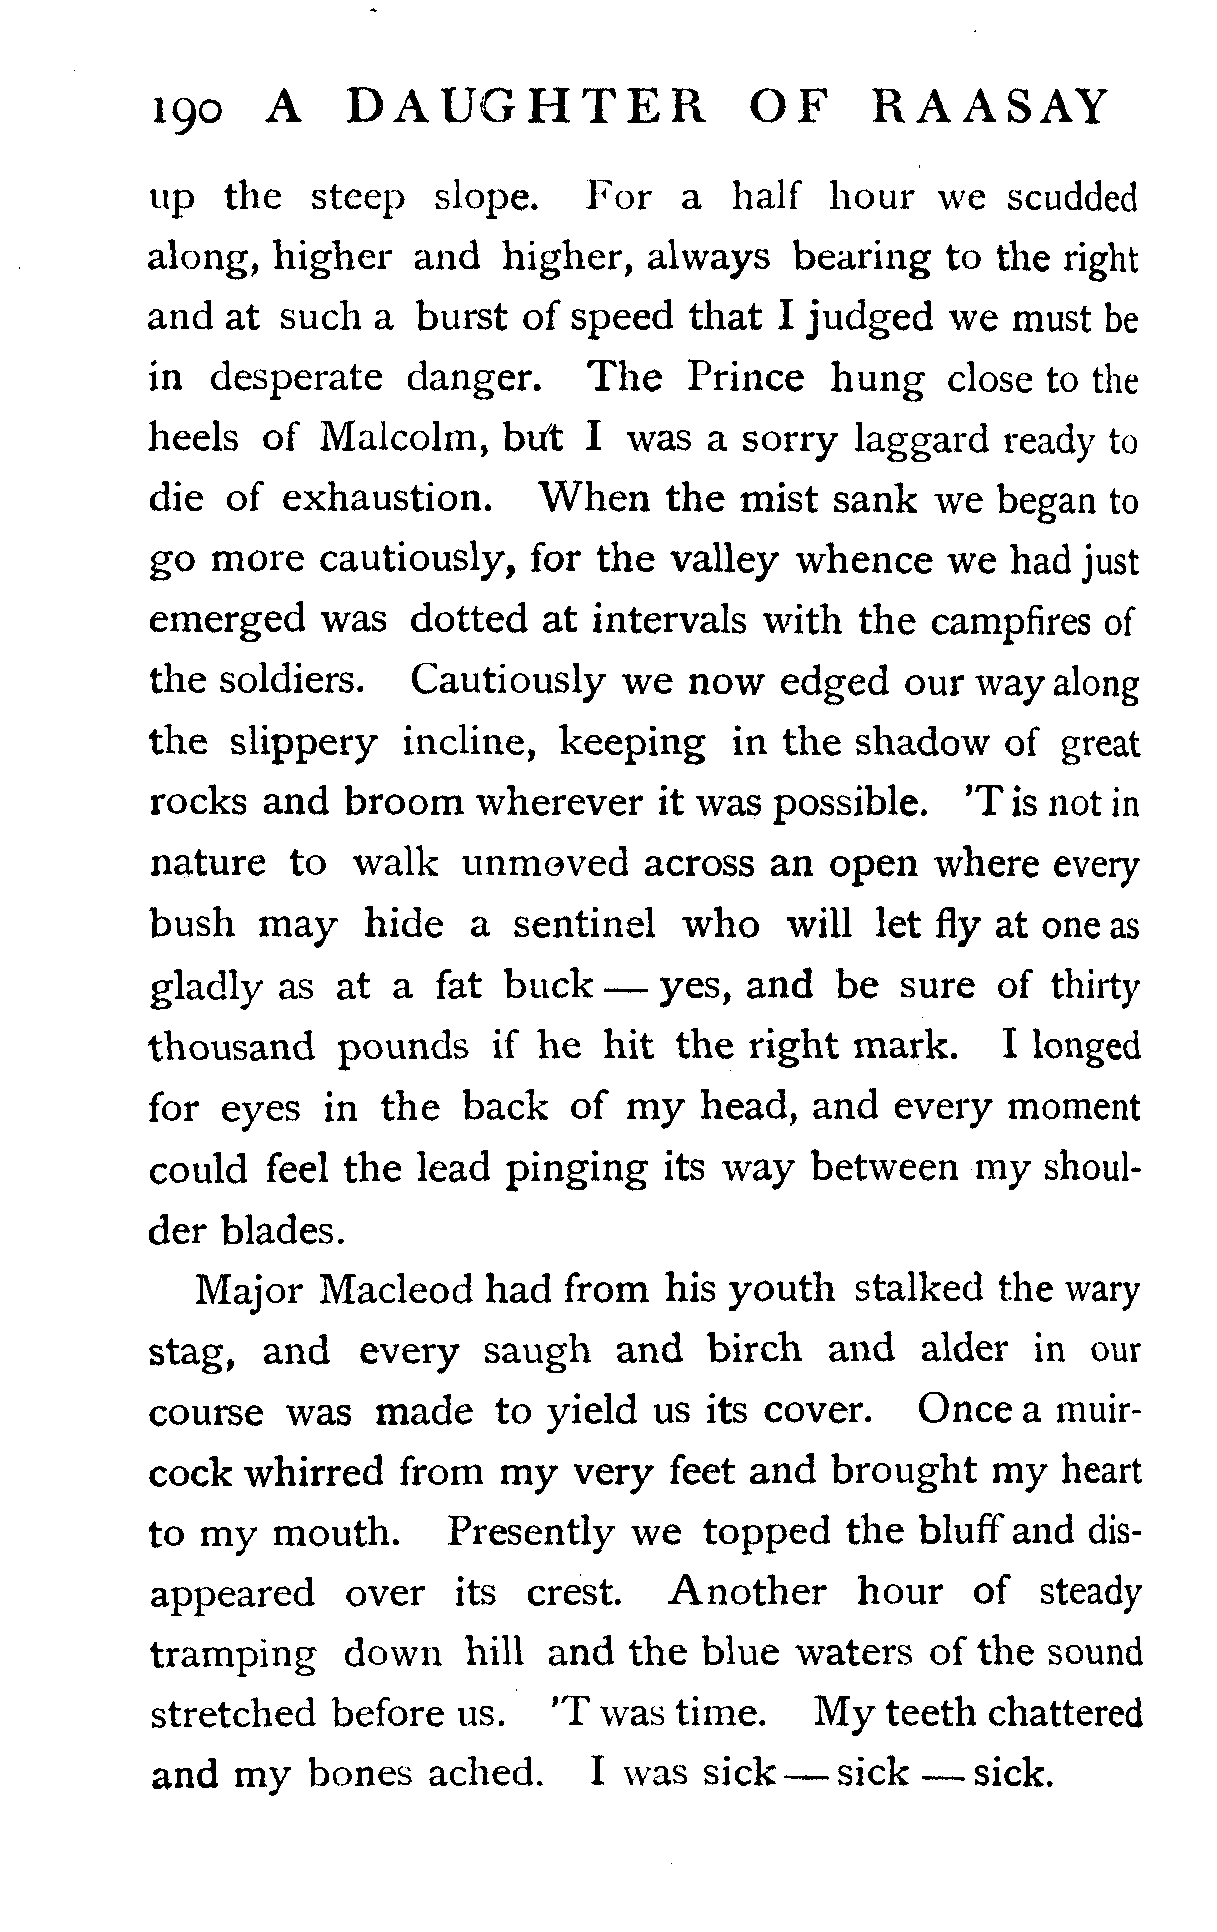 190 A DAUGHTER OF RAASAY
up the steep slope. For a half hour we scudded
along, higher and higher, always bearing to the right
and at such a burst of speed that I judged we must be
in desperate danger. The Prince hung close to the
heels of Malcolm, but I was a sorry laggard ready to
die of exhaustion. When the mist sank we began to
go more cautiously, for the valley whence we had just
emerged was dotted at intervals with the campfires of
the soldiers. Cautiously we now edged our way along
the slippery incline, keeping in the shadow of great
rocks and broom wherever it was possible. 'T is not in
nature to walk unmoved across an open where every
bush may hide a sentinel who will let fly at one as
gladly as at a fat buck — yes, and be sure of thirty
thousand pounds if he hit the right mark. I longed
for eyes in the back of my head, and every moment
could feel the lead pinging its way between my shoul-
der blades.
Major Macleod had from his youth stalked the wary
stag, and every saugh and birch and alder in our
course was made to yield us its cover. Once a muir-
cock whirred from my very feet and brought my heart
to my mouth. Presently we topped the bluff and dis-
appeared over its crest. Another hour of steady
tramping down hill and the blue waters of the sound
stretched before us. 'T was time. My teeth chattered
and my bones ached. I was sick — sick — sick.